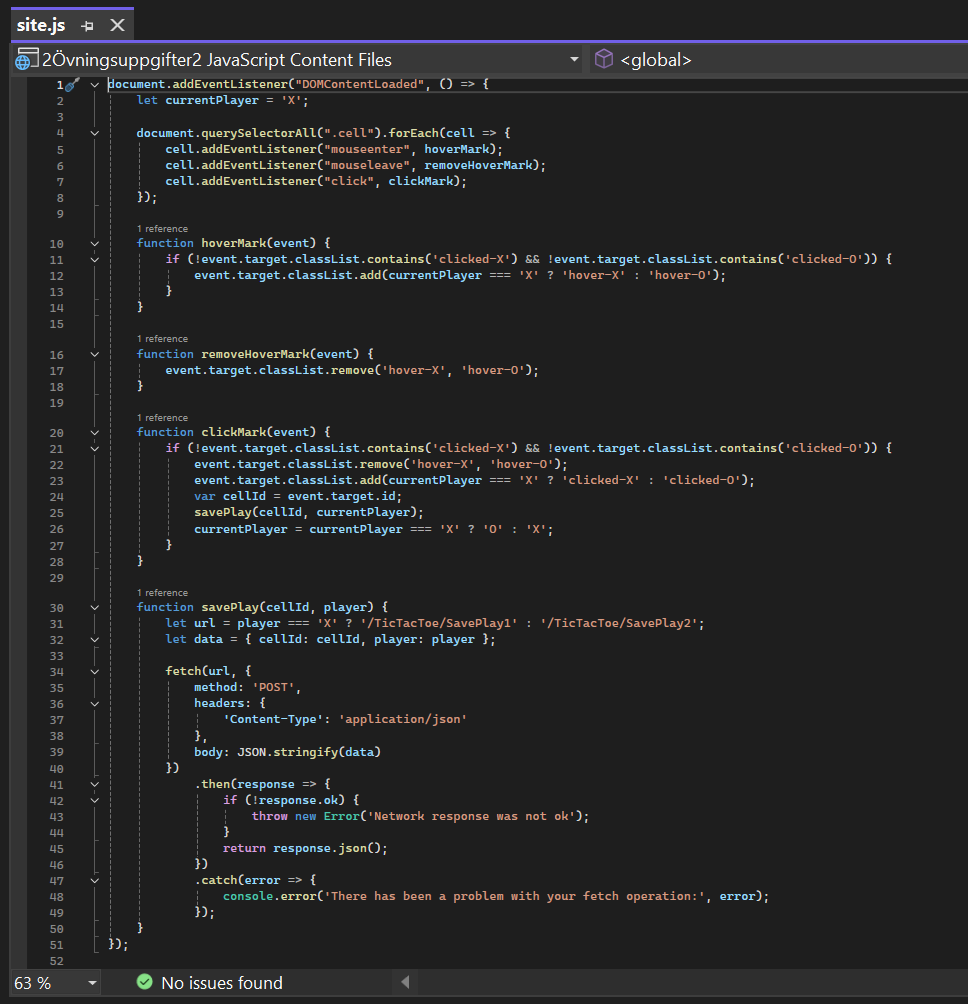 site.js
2Övningsuppgifter2 JavaScript Content Files
<global>
1 document.addEventListener("DOMContentLoaded", () => {
2     let currentPlayer = 'X';
3
4     document.querySelectorAll(".cell").forEach(cell => {
5         cell.addEventListener("mouseenter", hoverMark);
6         cell.addEventListener("mouseleave", removeHoverMark);
7         cell.addEventListener("click", clickMark);
8     });
9
1 reference
10     function hoverMark(event) {
11         if (!event.target.classList.contains('clicked-X') && !event.target.classList.contains('clicked-O')) {
12             event.target.classList.add(currentPlayer === 'X' ? 'hover-X' : 'hover-O');
13         }
14     }
15
1 reference
16     function removeHoverMark(event) {
17         event.target.classList.remove('hover-X', 'hover-O');
18     }
19
1 reference
20     function clickMark(event) {
21         if (!event.target.classList.contains('clicked-X') && !event.target.classList.contains('clicked-O')) {
22             event.target.classList.remove('hover-X', 'hover-O');
23             event.target.classList.add(currentPlayer === 'X' ? 'clicked-X' : 'clicked-O');
24             var cellId = event.target.id;
25             savePlay(cellId, currentPlayer);
26             currentPlayer = currentPlayer === 'X' ? 'O' : 'X';
27         }
28     }
29
1 reference
30     function savePlay(cellId, player) {
31         let url = player === 'X' ? '/TicTacToe/SavePlay1' : '/TicTacToe/SavePlay2';
32         let data = { cellId: cellId, player: player };
33
34         fetch(url, {
35             method: 'POST',
36             headers: {
37                 'Content-Type': 'application/json'
38             },
39             body: JSON.stringify(data)
40         })
41             .then(response => {
42                 if (!response.ok) {
43                     throw new Error('Network response was not ok');
44                 }
45                 return response.json();
46             })
47             .catch(error => {
48                 console.error('There has been a problem with your fetch operation:', error);
49             });
50     }
51 });
52
63 %
No issues found